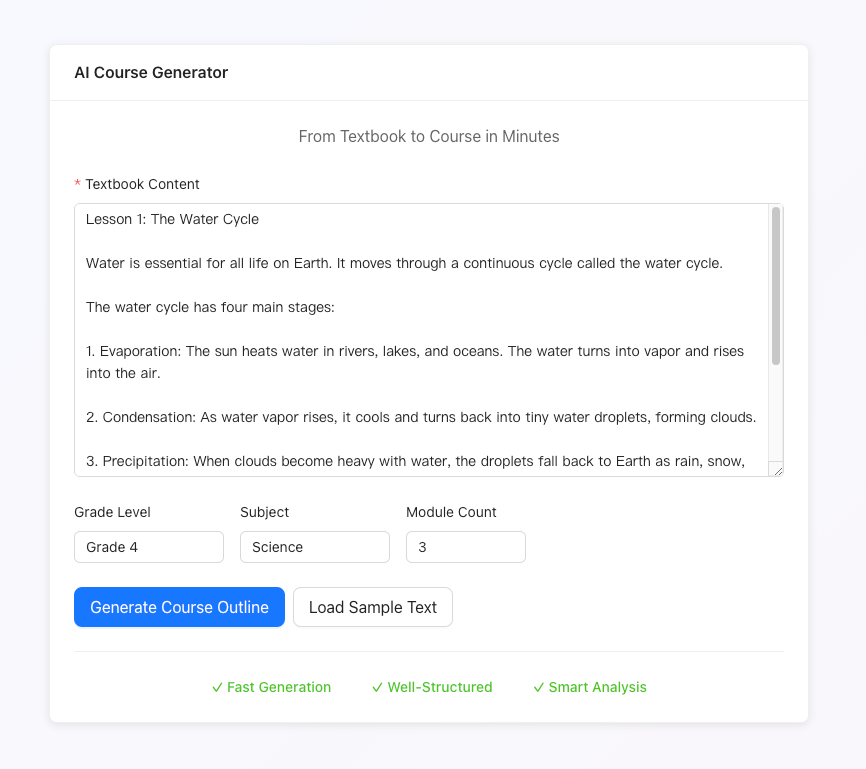 AI Course Generator
From Textbook to Course in Minutes
* Textbook Content
Lesson 1: The Water Cycle
Water is essential for all life on Earth. It moves through a continuous cycle called the water cycle.
The water cycle has four main stages:
1. Evaporation: The sun heats water in rivers, lakes, and oceans. The water turns into vapor and rises
into the air.
2. Condensation: As water vapor rises, it cools and turns back into tiny water droplets, forming clouds.
3. Precipitation: When clouds become heavy with water, the droplets fall back to Earth as rain, snow,
Grade Level Subject Module Count
Grade 4 Science 3
Generate Course Outline Load Sample Text
✓ Fast Generation ✓ Well-Structured ✓ Smart Analysis